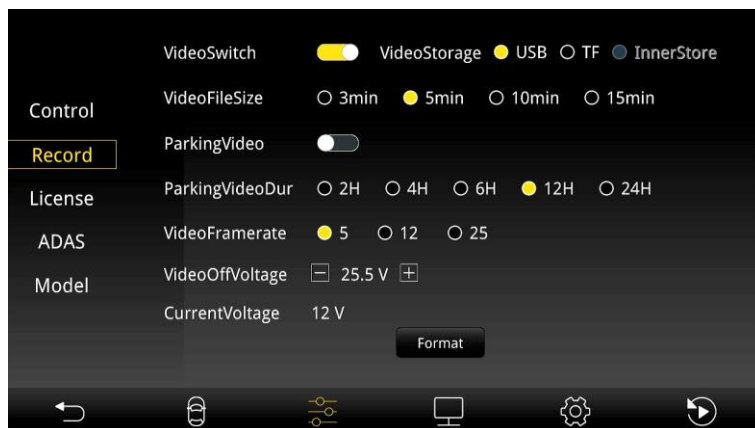 VideoSwitch VideoStorage USB TF InnerStore
VideoFileSize 3min 5min 10min 15min
Control
ParkingVideo
Record
ParkingVideoDur 2H 4H 6H 12H 24H
License
VideoFramerate 5 12 25
ADAS
VideoOffVoltage 25.5 V
Model
CurrentVoltage 12 V
Format